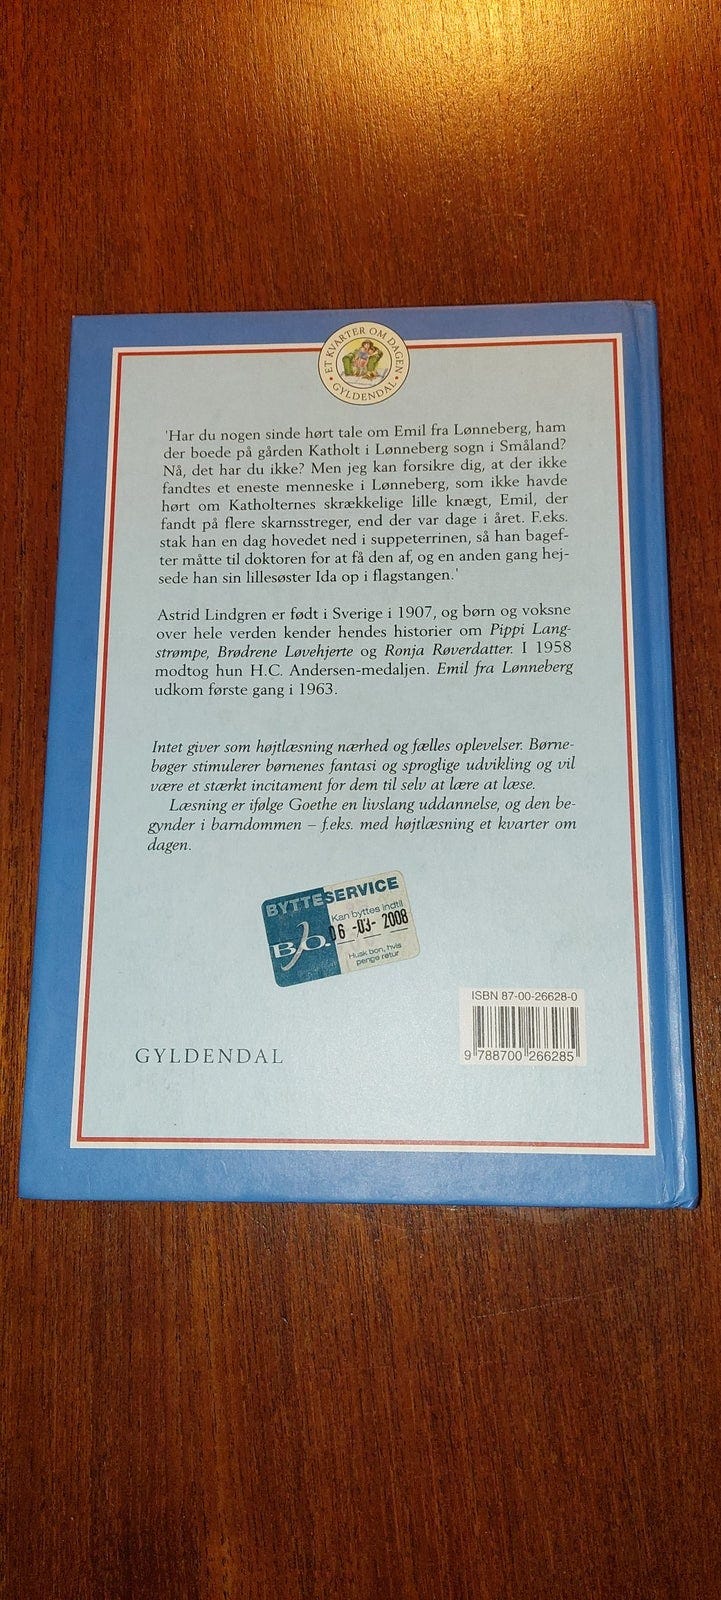 ET KVARTER OM DAGEN
• GYLDENDAL •
'Har du nogen sinde hørt tale om Emil fra Lønneberg, ham
der boede på gården Katholt i Lønneberg sogn i Småland?
Nå, det har du ikke? Men jeg kan forsikre dig, at der ikke
fandtes et eneste menneske i Lønneberg, som ikke havde
hørt om Katholternes skrækkelige lille knægt, Emil, der
fandt på flere skarnsstreger, end der var dage i året. F.eks.
stak han en dag hovedet ned i suppeterrinen, så han bagef-
ter måtte til doktoren for at få den af, og en anden gang hej-
sede han sin lillesøster Ida op i flagstangen.'
Astrid Lindgren er født i Sverige i 1907, og børn og voksne
over hele verden kender hendes historier om Pippi Lang-
strømpe, Brødrene Løvehjerte og Ronja Røverdatter. I 1958
modtog hun H.C. Andersen-medaljen. Emil fra Lønneberg
udkom første gang i 1963.
Intet giver som højtlæsning nærhed og fælles oplevelser. Børne-
bøger stimulerer børnenes fantasi og sproglige udvikling og vil
være et stærkt incitament for dem til selv at lære at læse.
Læsning er ifølge Goethe en livslang uddannelse, og den be-
gynder i barndommen – f.eks. med højtlæsning et kvarter om
dagen.
BYTTESERVICE
Kan byttes indtil
06 -03- 2008
B.O.
Husk bon, hvis
penge retur
ISBN 87-00-26628-0
9 788700 266285
GYLDENDAL